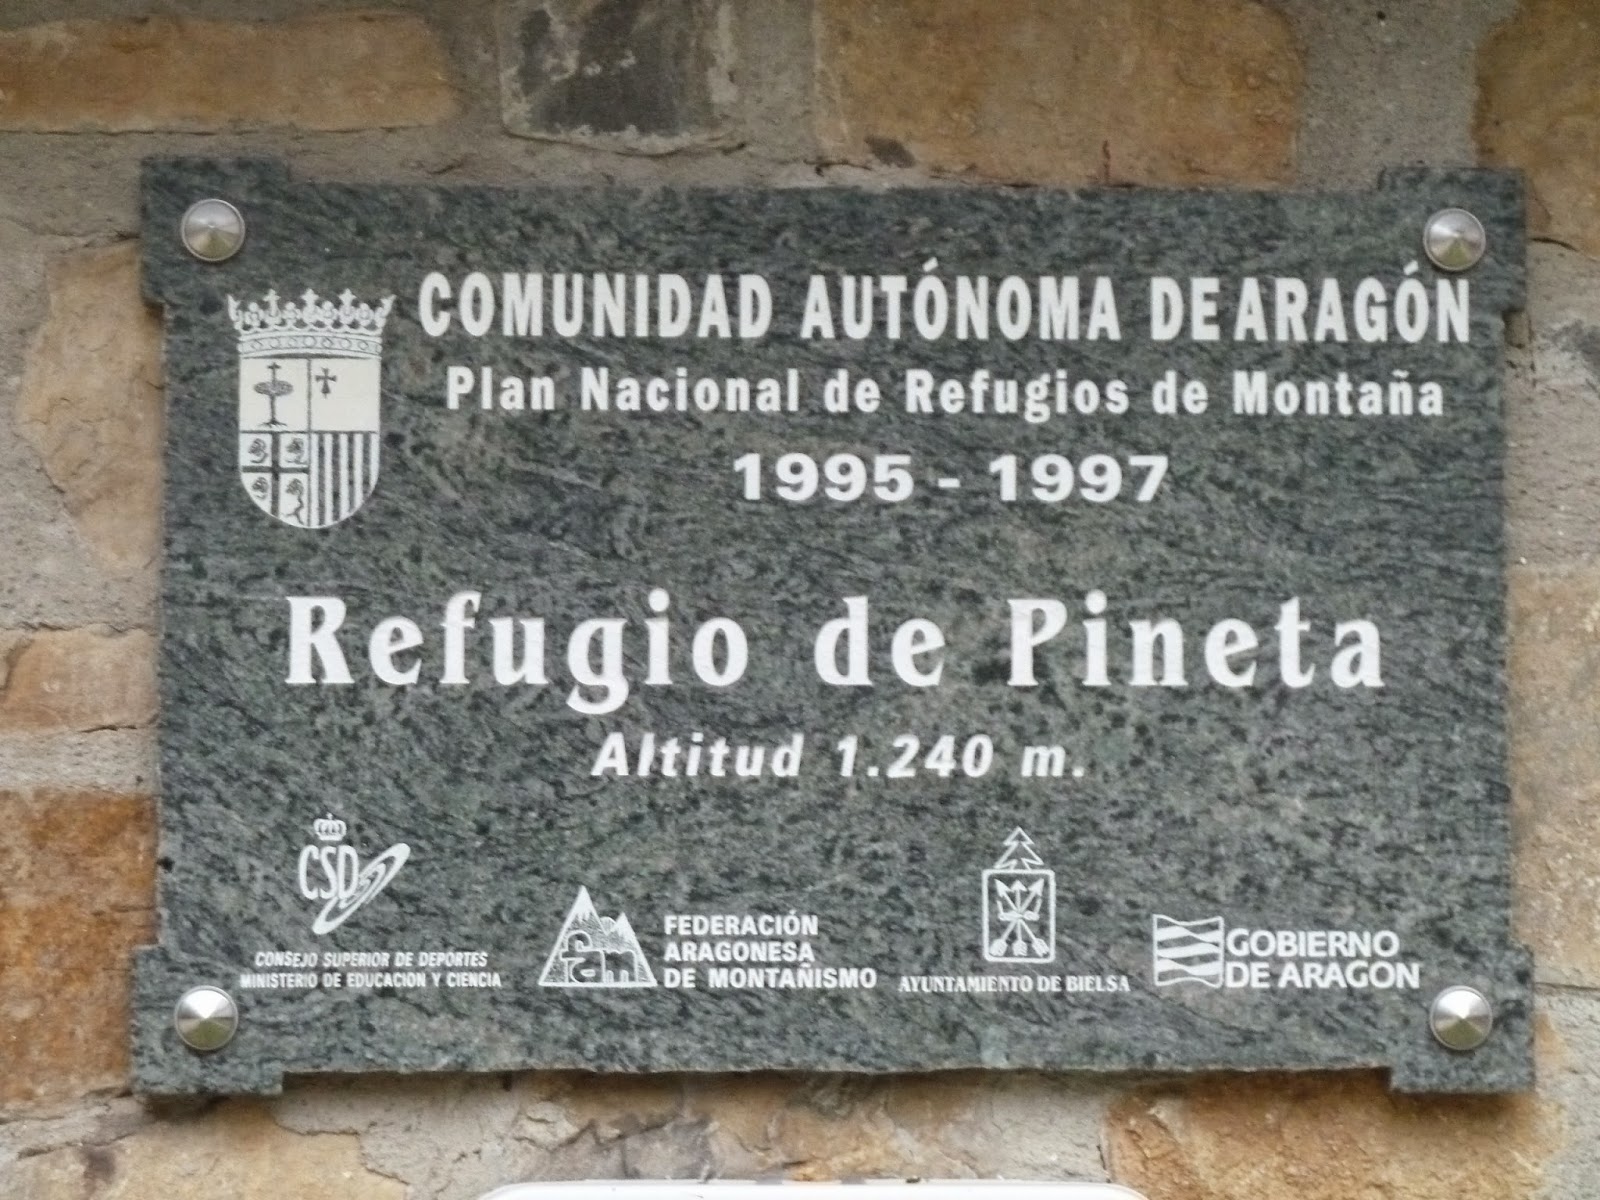 COMUNIDAD AUTÓNOMA DE ARAGÓN
Plan Nacional de Refugios de Montaña
1995 - 1997
Refugio de Pineta
Altitud 1.240 m.
CSD
CONSEJO SUPERIOR DE DEPORTES
MINISTERIO DE EDUCACION Y CIENCIA
fam
FEDERACIÓN
ARAGONESA
DE MONTAÑISMO
AYUNTAMIENTO DE BIELSA
GOBIERNO
DE ARAGON